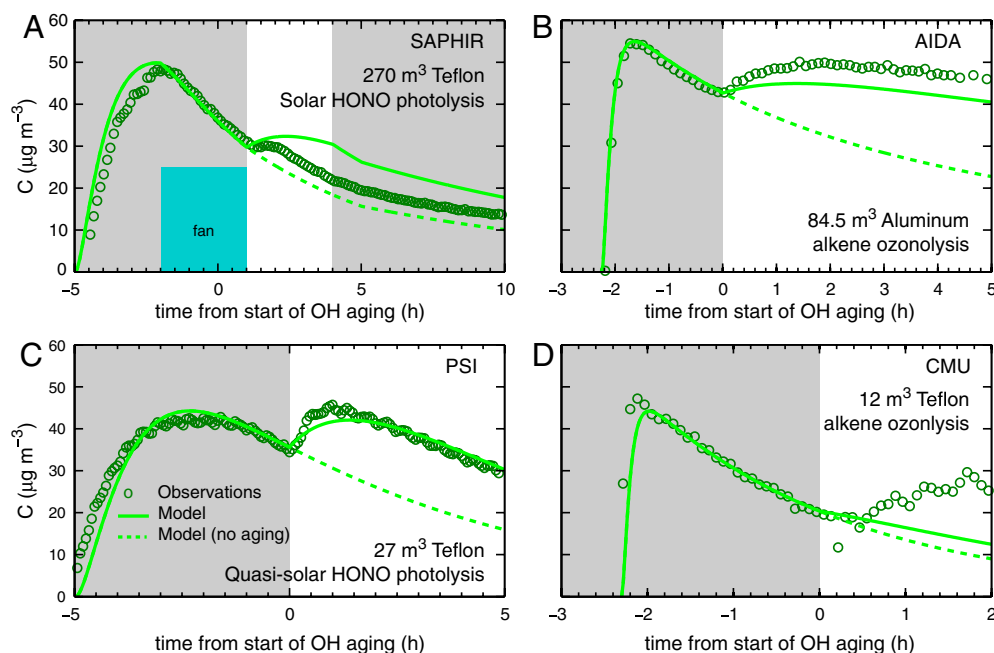 A
SAPHIR
270 m³ Teflon
Solar HONO photolysis
fan
C (µg m⁻³)
60
50
40
30
20
10
0
−5
0
5
10
time from start of OH aging (h)
B
AIDA
84.5 m³ Aluminum
alkene ozonolysis
−3
−2
−1
0
1
2
3
4
5
time from start of OH aging (h)
C
PSI
Observations
Model
Model (no aging)
27 m³ Teflon
Quasi-solar HONO photolysis
C (µg m⁻³)
60
50
40
30
20
10
0
−5
0
5
time from start of OH aging (h)
D
CMU
12 m³ Teflon
alkene ozonlysis
−3
−2
−1
0
1
2
time from start of OH aging (h)